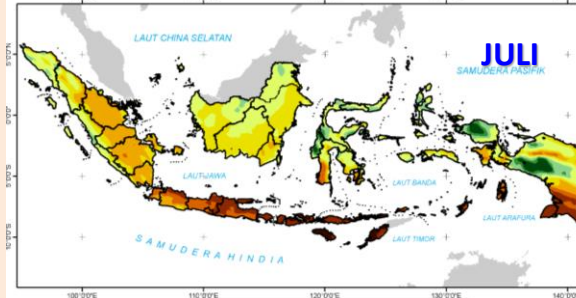 JULI
LAUT CHINA SELATAN
SAMUDERA PASIFIK
LAUT JAWA
LAUT BANDA
LAUT ARAFURA
LAUT TIMOR
SAMUDERA HINDIA
5°0'0"N
0°0'0"
5°0'0"S
10°0'0"S
100°0'0"E
110°0'0"E
120°0'0"E
130°0'0"E
140°0'0"E